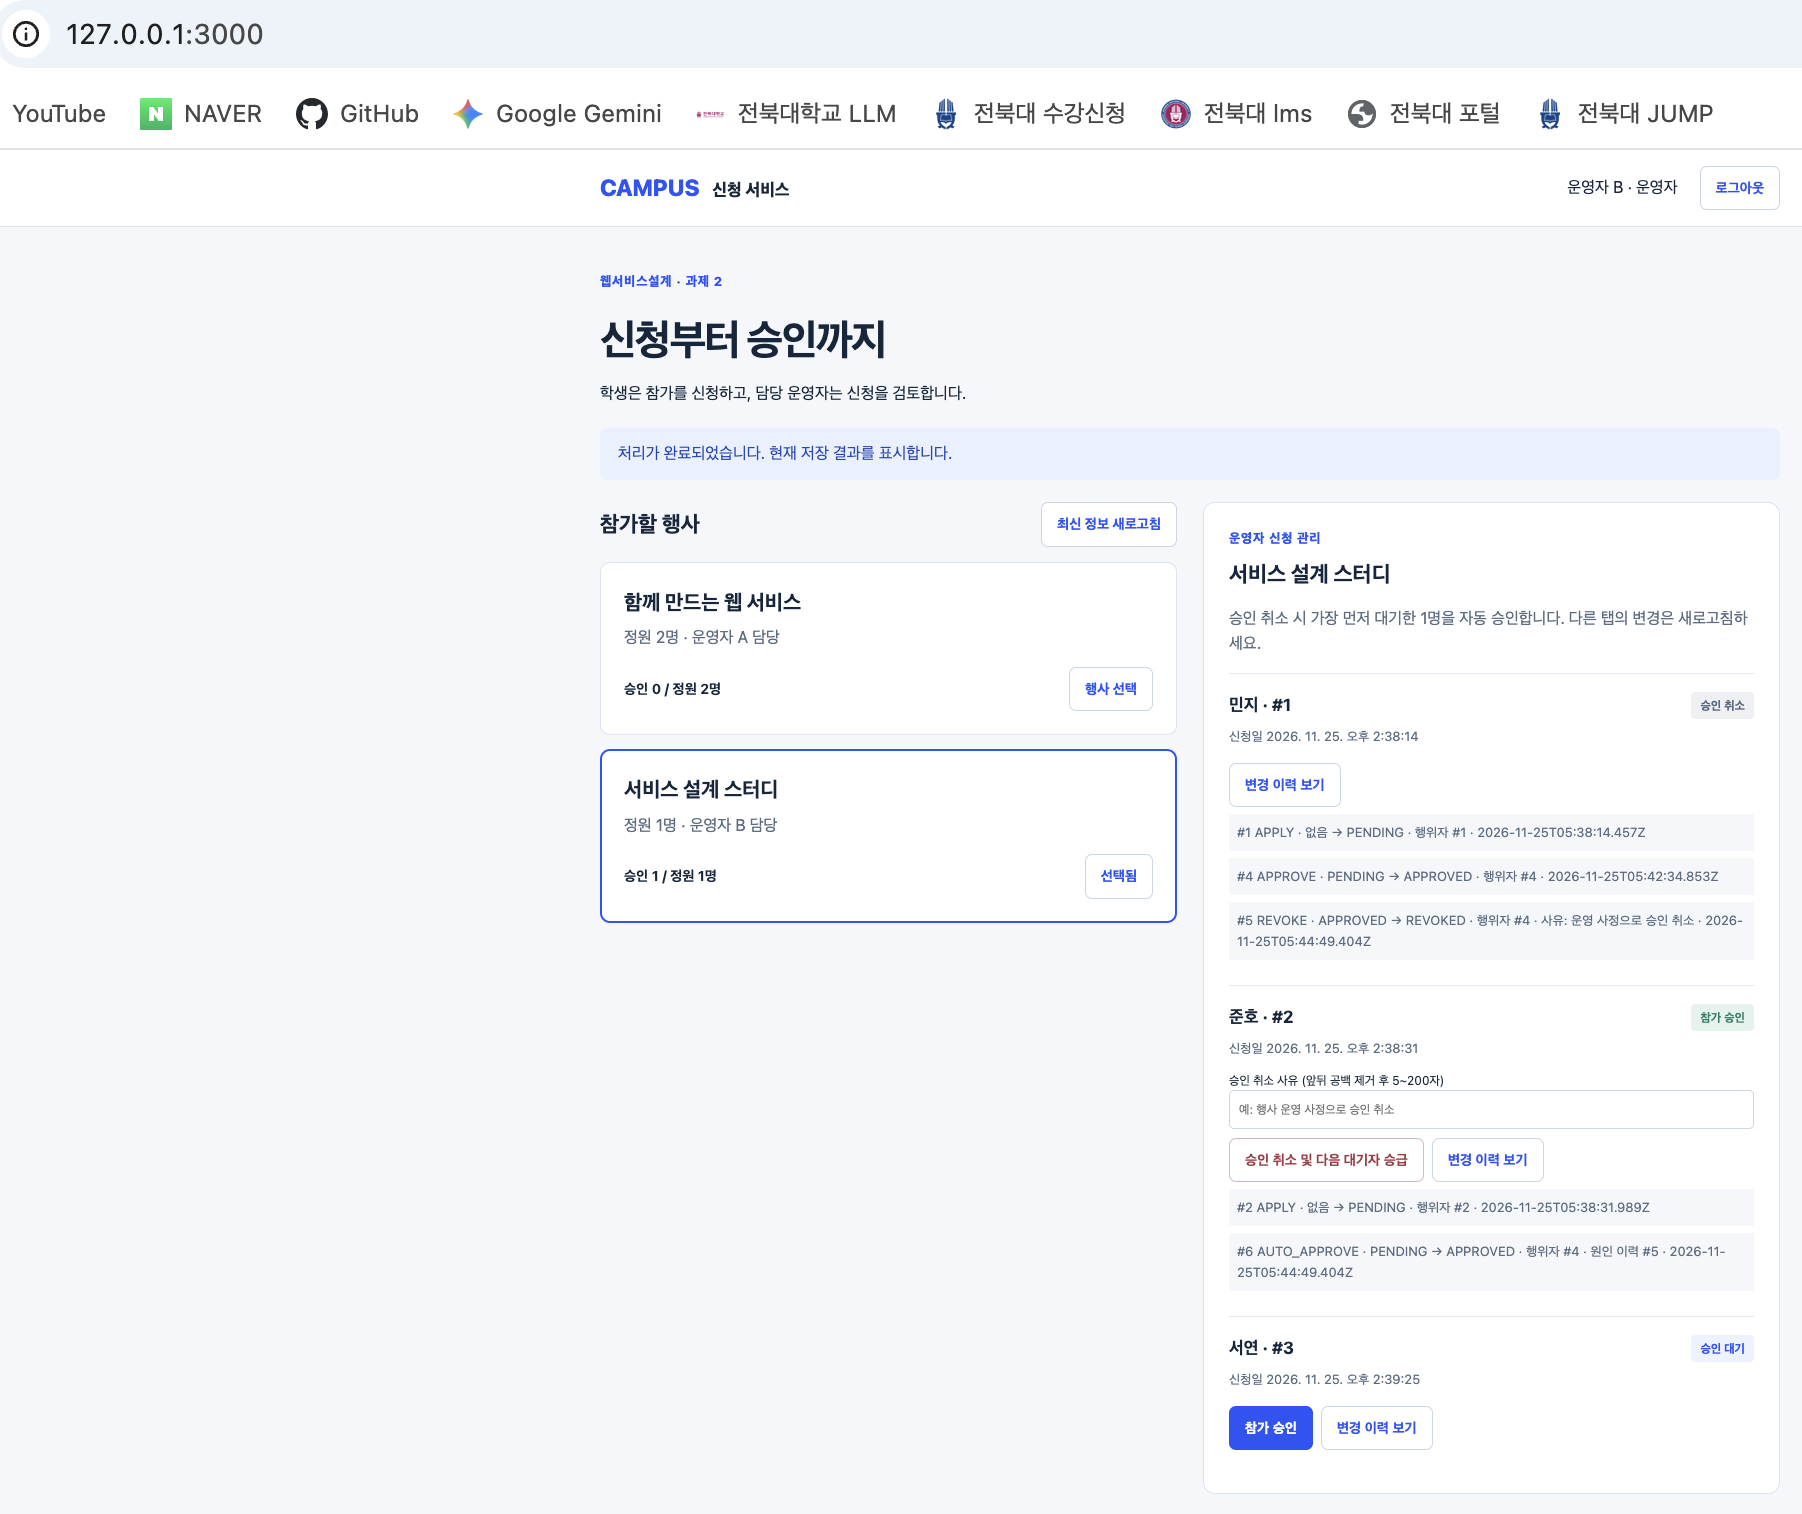 127.0.0.1:3000
YouTube
NAVER
GitHub
Google Gemini
전북대학교 LLM
전북대 수강신청
전북대 lms
전북대 포털
전북대 JUMP
CAMPUS 신청 서비스
운영자 B · 운영자
로그아웃
웹서비스설계 · 과제 2
신청부터 승인까지
학생은 참가를 신청하고, 담당 운영자는 신청을 검토합니다.
처리가 완료되었습니다. 현재 저장 결과를 표시합니다.
참가할 행사
최신 정보 새로고침
함께 만드는 웹 서비스
정원 2명 · 운영자 A 담당
승인 0 / 정원 2명
행사 선택
서비스 설계 스터디
정원 1명 · 운영자 B 담당
승인 1 / 정원 1명
선택됨
운영자 신청 관리
서비스 설계 스터디
승인 취소 시 가장 먼저 대기한 1명을 자동 승인합니다. 다른 탭의 변경은 새로고침하
세요.
민지 · #1
승인 취소
신청일 2026. 11. 25. 오후 2:38:14
변경 이력 보기
#1 APPLY · 없음 → PENDING · 행위자 #1 · 2026-11-25T05:38:14.457Z
#4 APPROVE · PENDING → APPROVED · 행위자 #4 · 2026-11-25T05:42:34.853Z
#5 REVOKE · APPROVED → REVOKED · 행위자 #4 · 사유: 운영 사정으로 승인 취소 · 2026-
11-25T05:44:49.404Z
준호 · #2
참가 승인
신청일 2026. 11. 25. 오후 2:38:31
승인 취소 사유 (앞뒤 공백 제거 후 5~200자)
예: 행사 운영 사정으로 승인 취소
승인 취소 및 다음 대기자 승급
변경 이력 보기
#2 APPLY · 없음 → PENDING · 행위자 #2 · 2026-11-25T05:38:31.989Z
#6 AUTO_APPROVE · PENDING → APPROVED · 행위자 #4 · 원인 이력 #5 · 2026-11-
25T05:44:49.404Z
서연 · #3
승인 대기
신청일 2026. 11. 25. 오후 2:39:25
참가 승인
변경 이력 보기